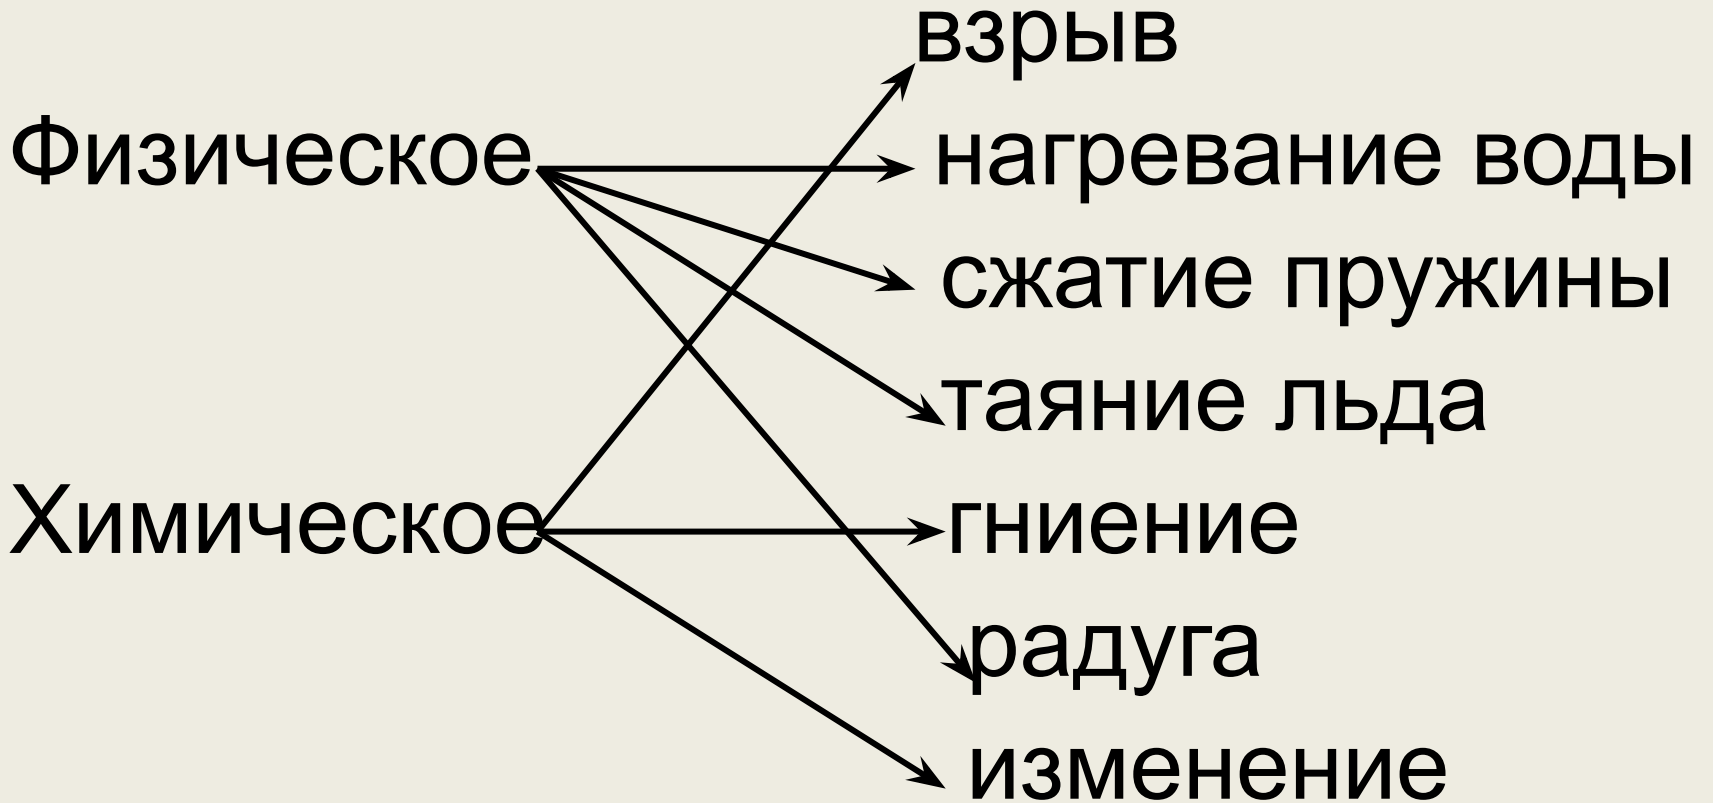 взрыв
Физическое
нагревание воды
сжатие пружины
таяние льда
Химическое
гниение
радуга
изменение